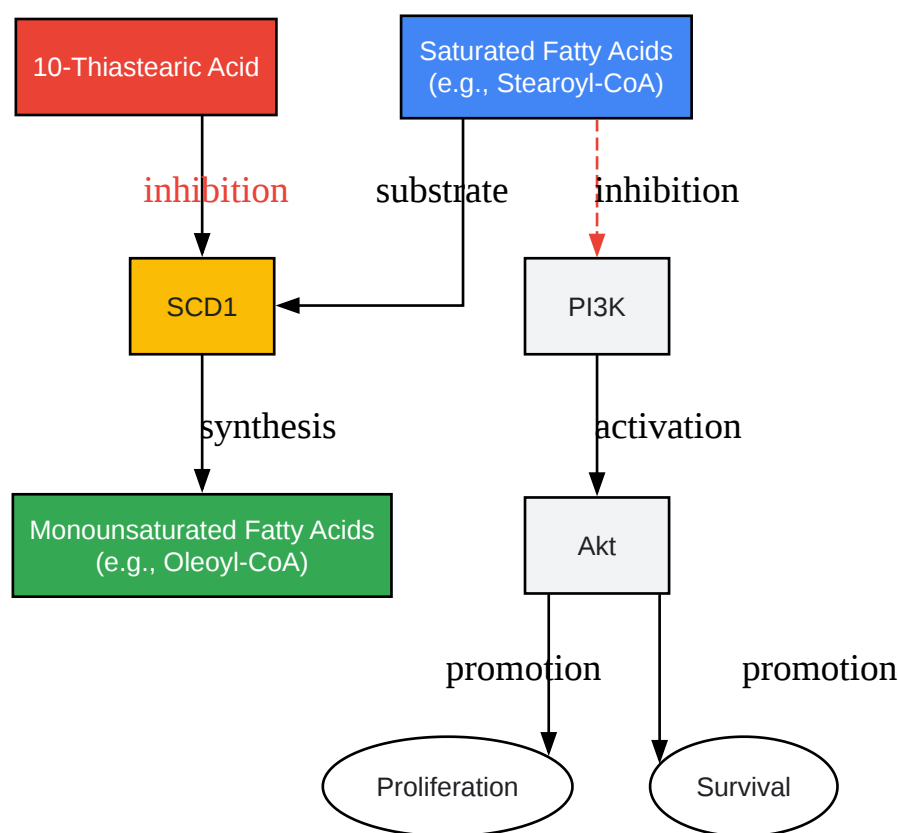 10-Thiastearic Acid
Saturated Fatty Acids
(e.g., Stearoyl-CoA)
inhibition
substrate
inhibition
SCD1
PI3K
synthesis
activation
Monounsaturated Fatty Acids
(e.g., Oleoyl-CoA)
Akt
promotion
promotion
Proliferation
Survival